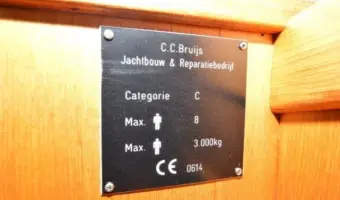 C.C.Bruijs
Jachtbouw & Reparatiebedrijf
Categorie C
Max. 8
Max. 3.000kg
CE 0614